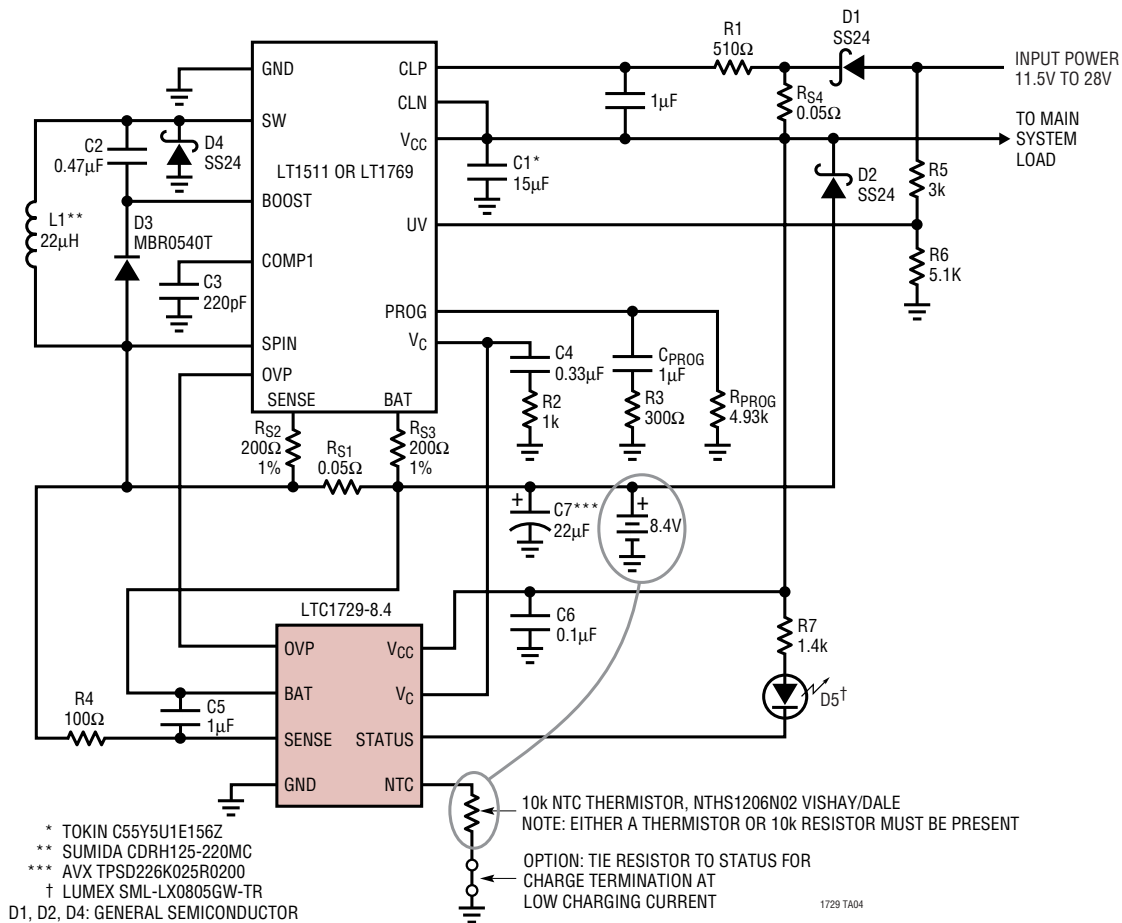 D1
SS24
R1
510Ω
INPUT POWER
11.5V TO 28V
GND
CLP
RS4
0.05Ω
1µF
CLN
TO MAIN
SYSTEM
LOAD
SW
VCC
C2
0.47µF
D4
SS24
LT1511 OR LT1769
C1*
15µF
D2
SS24
R5
3k
BOOST
UV
L1**
22µH
D3
MBR0540T
R6
5.1K
COMP1
C3
220pF
PROG
SPIN
VC
C4
0.33µF
CPROG
1µF
OVP
R2
1k
R3
300Ω
RPROG
4.93k
SENSE
BAT
RS2
200Ω
1%
RS1
0.05Ω
RS3
200Ω
1%
+
C7***
22µF
+
8.4V
LTC1729-8.4
C6
0.1µF
R7
1.4k
OVP
VCC
BAT
VC
D5†
R4
100Ω
C5
1µF
SENSE
STATUS
GND
NTC
10k NTC THERMISTOR, NTHS1206N02 VISHAY/DALE
NOTE: EITHER A THERMISTOR OR 10k RESISTOR MUST BE PRESENT
OPTION: TIE RESISTOR TO STATUS FOR
CHARGE TERMINATION AT
LOW CHARGING CURRENT
1729 TA04
* TOKIN C55Y5U1E156Z
** SUMIDA CDRH125-220MC
*** AVX TPSD226K025R0200
† LUMEX SML-LX0805GW-TR
D1, D2, D4: GENERAL SEMICONDUCTOR